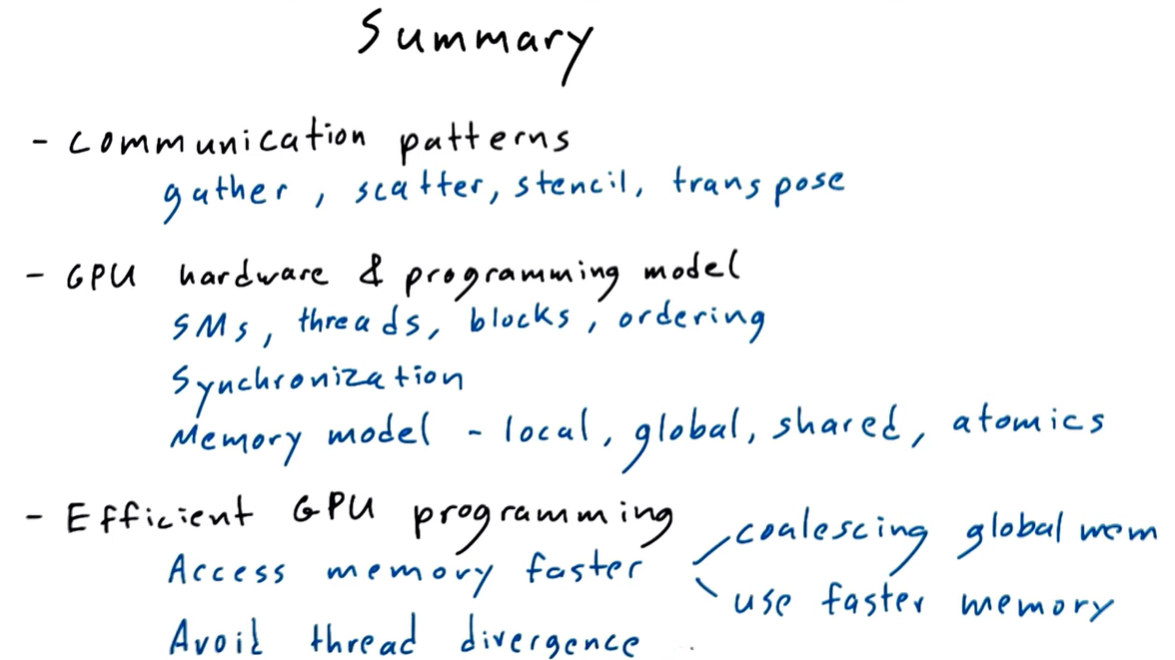 Summary
- Communication patterns
gather, scatter, stencil, transpose
- GPU hardware & programming model
SMs, threads, blocks, ordering
Synchronization
Memory model - local, global, shared, atomics
- Efficient GPU programming
Access memory faster
coalescing global mem
use faster memory
Avoid thread divergence